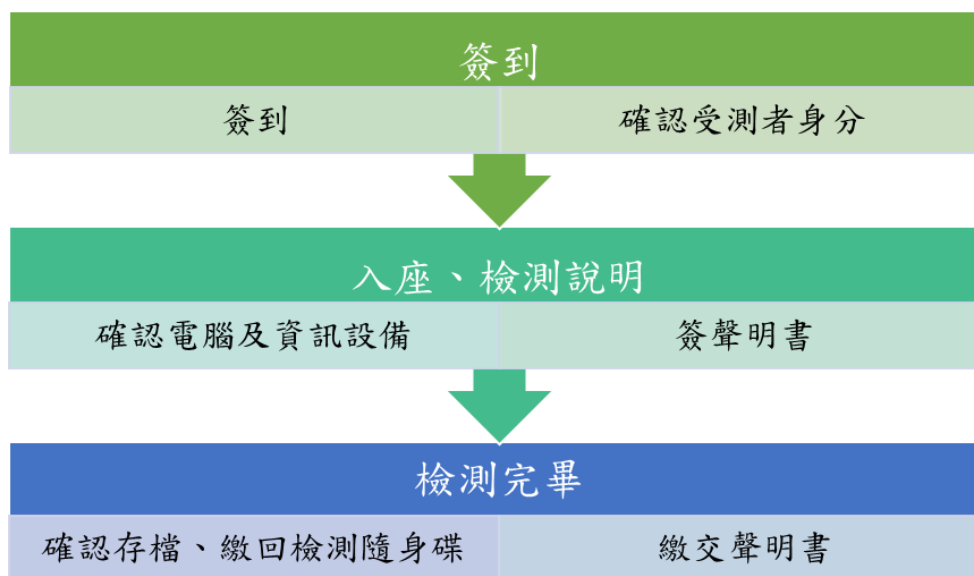 簽到
簽到
確認受測者身分
入座、檢測說明
確認電腦及資訊設備
簽聲明書
檢測完畢
確認存檔、繳回檢測隨身碟
繳交聲明書